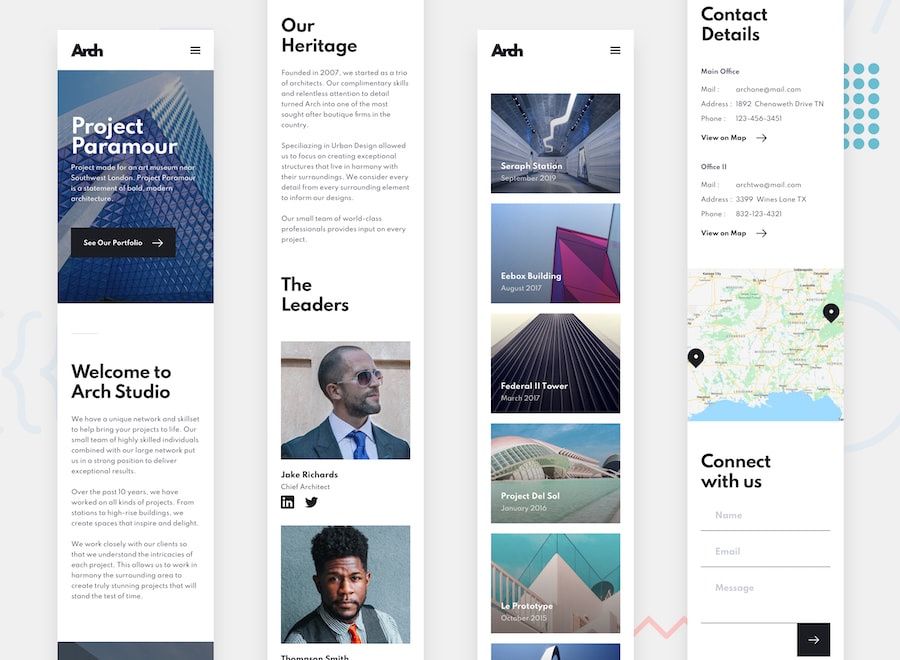 Arch
Project
Paramour
Project made for an art museum near
Southwest London. Project Paramour
is a statement of bold, modern
architecture.
See Our Portfolio
Welcome to
Arch Studio
We have a unique network and skillset
to help bring your projects to life. Our
small team of highly skilled individuals
combined with our large network put
us in a strong position to deliver
exceptional results.
Over the past 10 years, we have
worked on all kinds of projects. From
stations to high-rise buildings, we
create spaces that inspire and delight.
We work closely with our clients so
that we understand the intricacies of
each project. This allows us to work in
harmony the surrounding area to
create truly stunning projects that will
stand the test of time.
Our
Heritage
Founded in 2007, we started as a trio
of architects. Our complimentary skills
and relentless attention to detail
turned Arch into one of the most
sought after boutique firms in the
country.
Speciliazing in Urban Design allowed
us to focus on creating exceptional
structures that live in harmony with
their surroundings. We consider every
detail from every surrounding element
to inform our designs.
Our small team of world-class
professionals provides input on every
project.
The
Leaders
Jake Richards
Chief Architect
Thompson Smith
Arch
Seraph Station
September 2019
Eebox Building
August 2017
Federal II Tower
March 2017
Project Del Sol
January 2016
Le Prototype
October 2015
Contact
Details
Main Office
Mail : archone@mail.com
Address : 1892 Chenoweth Drive TN
Phone : 123-456-3451
View on Map
Office II
Mail : archtwo@mail.com
Address : 3399 Wines Lane TX
Phone : 832-123-4321
View on Map
Connect
with us
Name
Email
Message